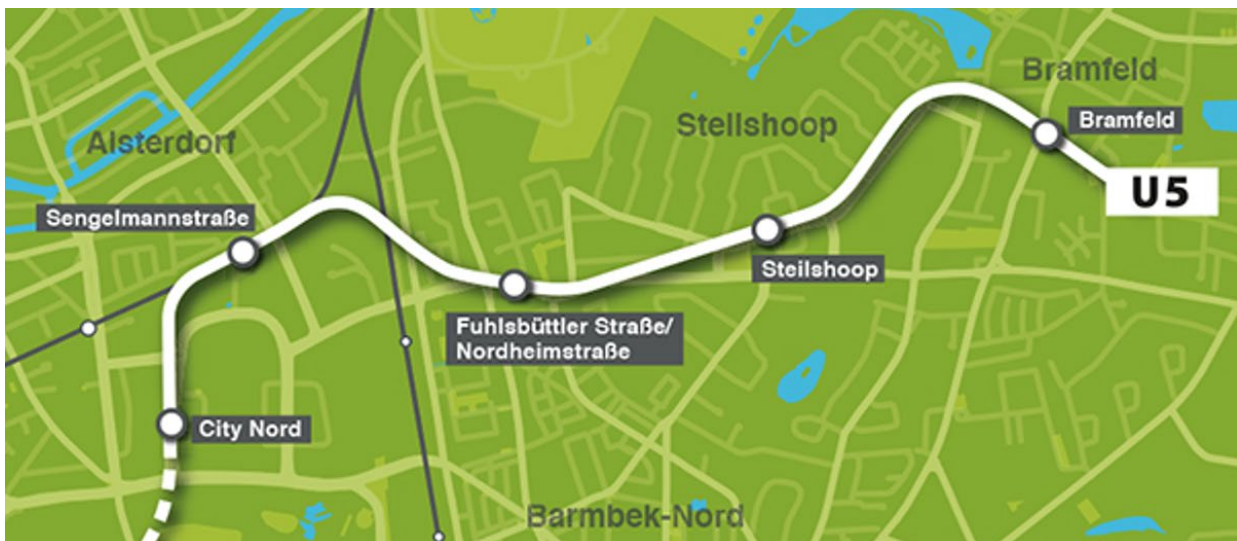 Bramfeld
Bramfeld
Steilshoop
Alsterdorf
U5
Sengelmannstraße
Steilshoop
Fuhlsbüttler Straße/
Nordheimstraße
City Nord
Barmbek-Nord